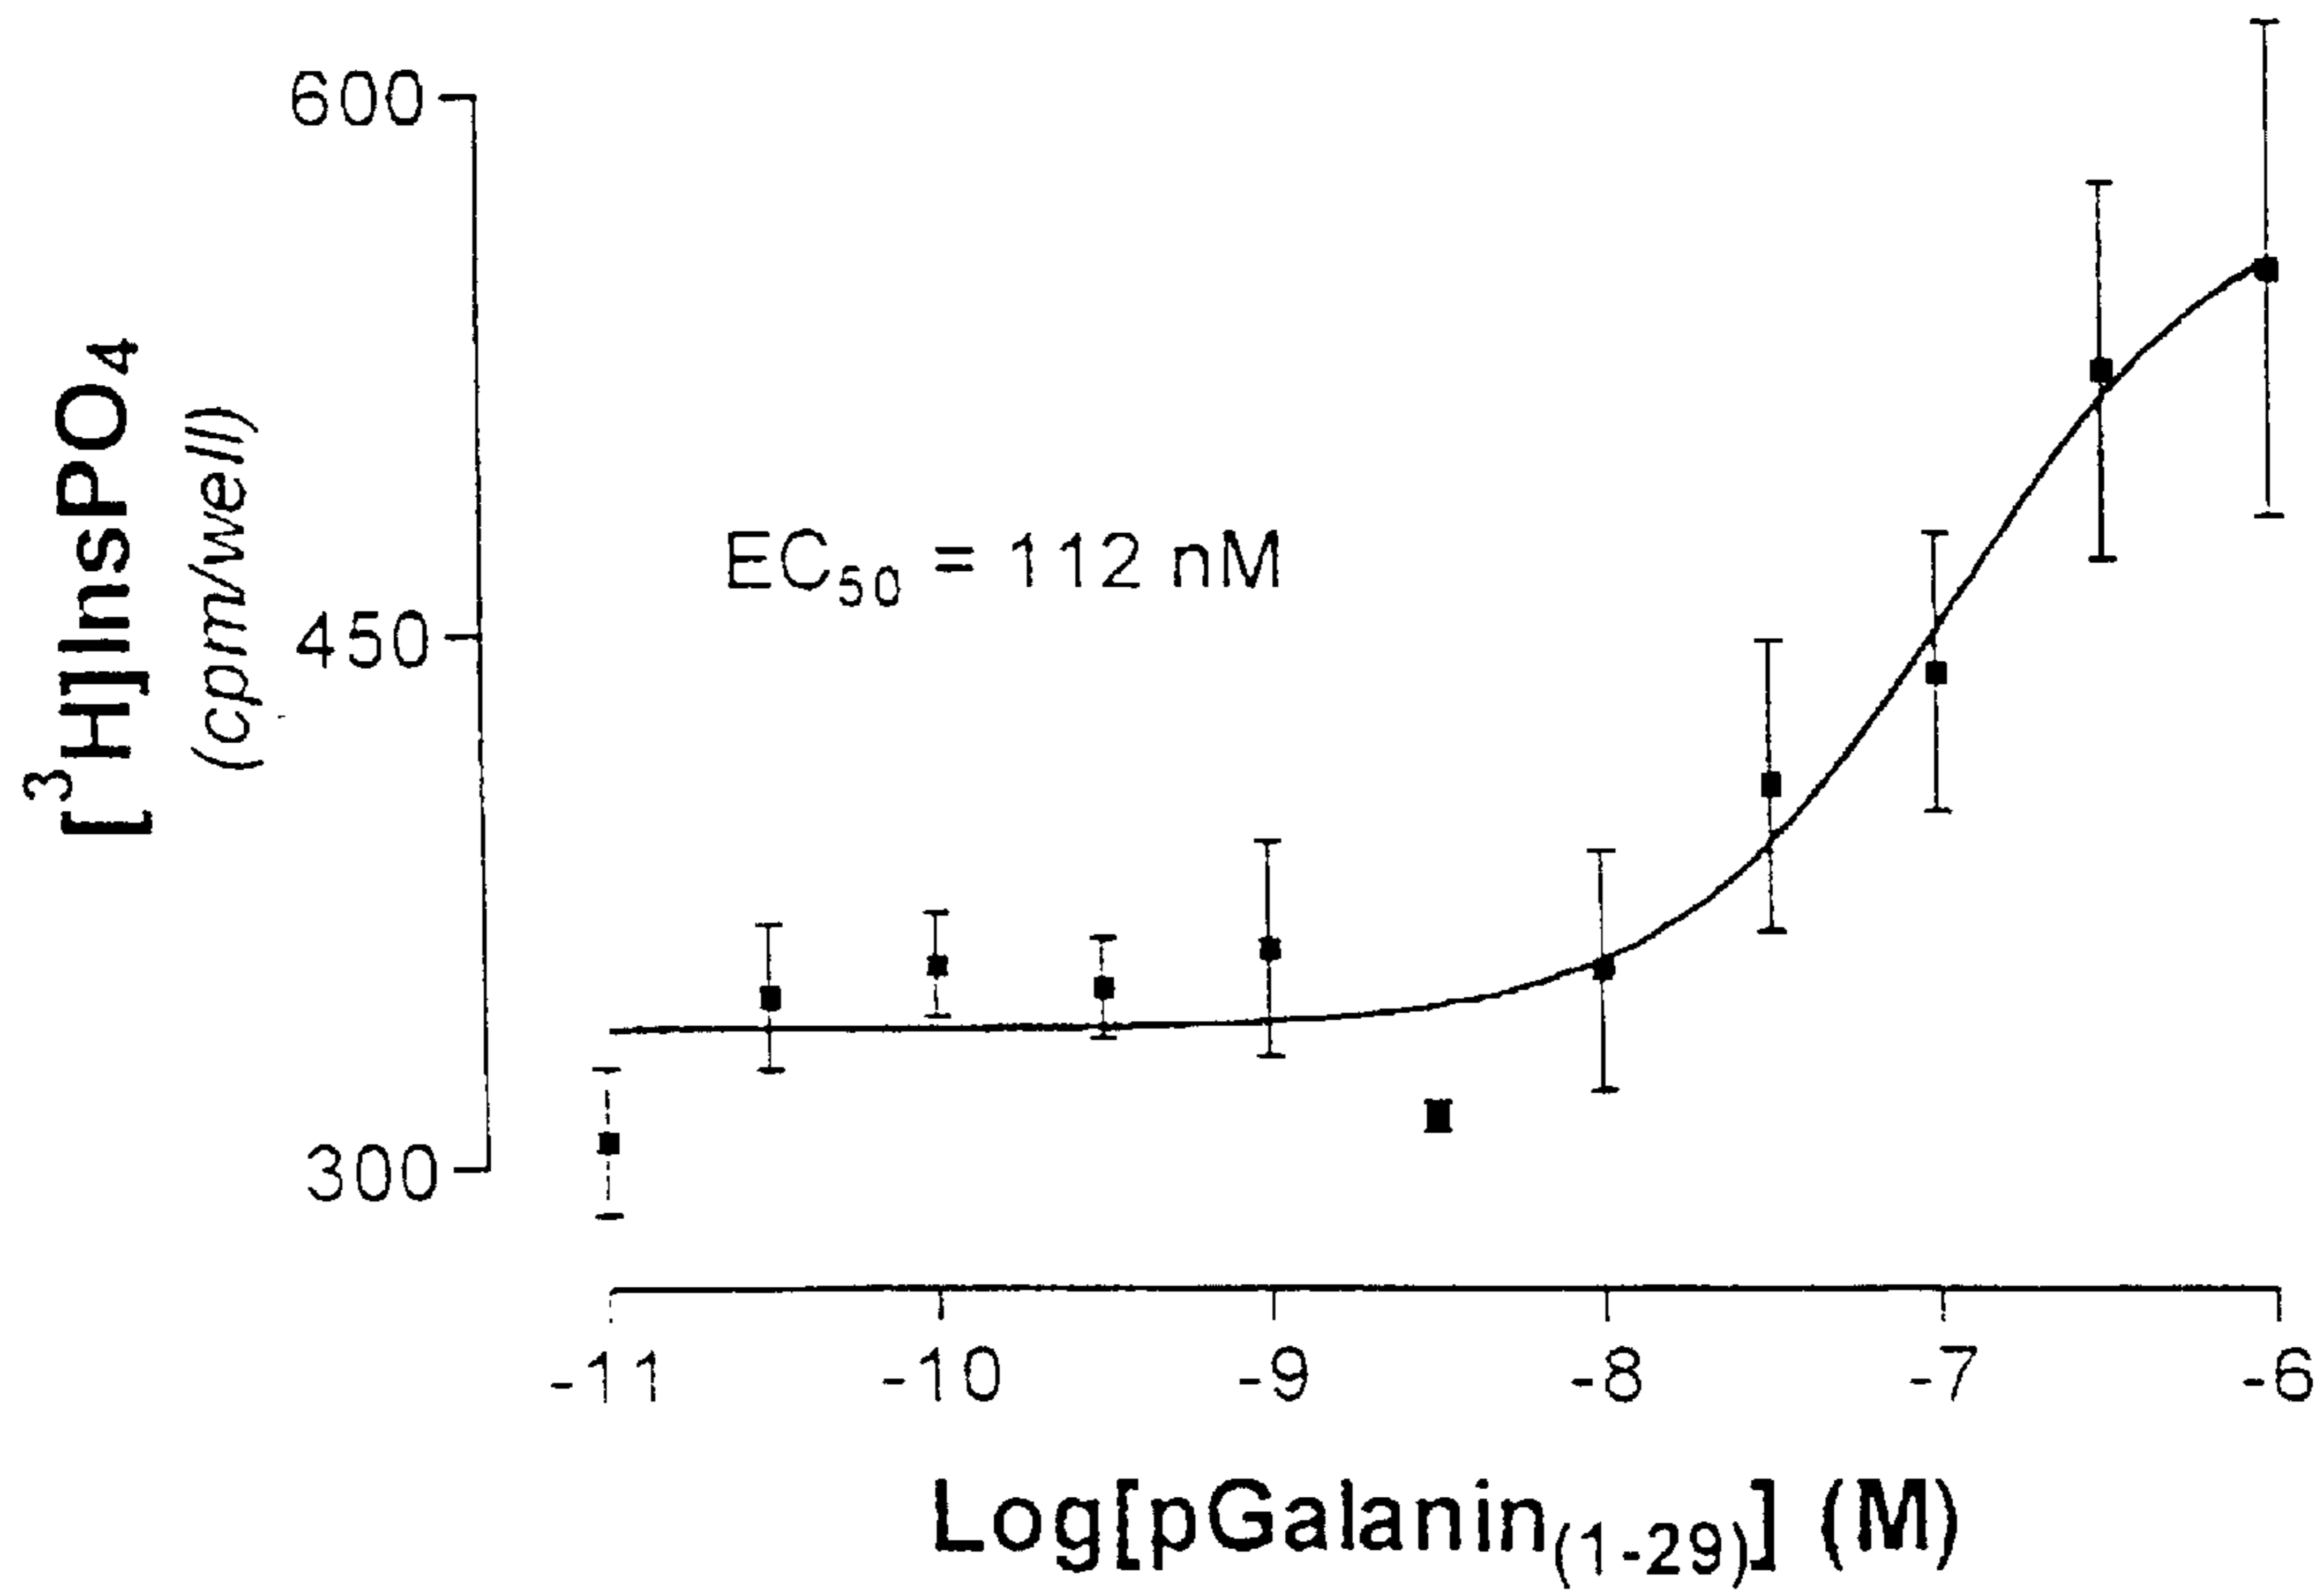 600
450
300
[³H]InsPO₄
(cpm/well)
EC₅₀ = 112 nM
-11 -10 -9 -8 -7 -6
Log[pGalanin₍₁₋₂₉₎] (M)